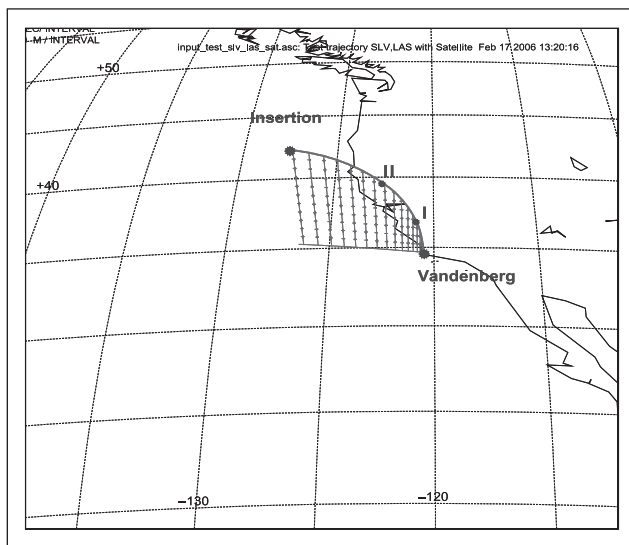 M / INTERVAL
input_test_slv_las_sat.asc: Test trajectory SLV,LAS with Satellite Feb 17 2006 13:20:16
+50
Insertion
+40
II
I
Vandenberg
−130
−120